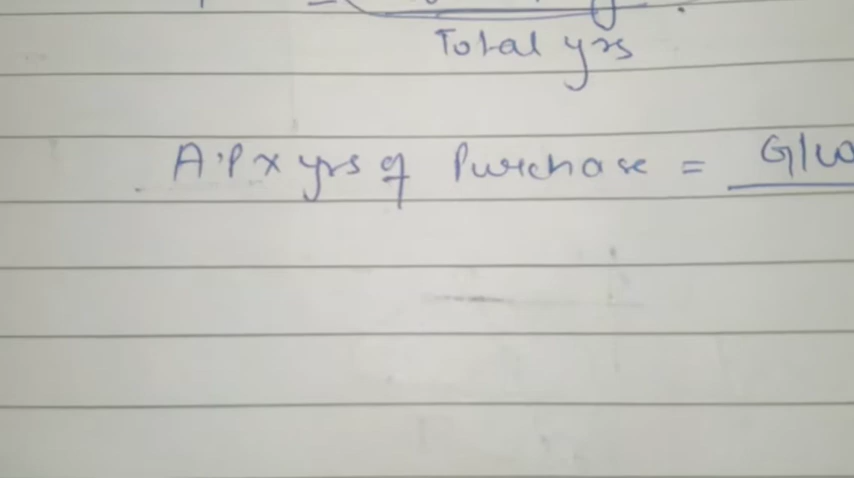 Total yrs
A.P x yrs of Purchase = G/w